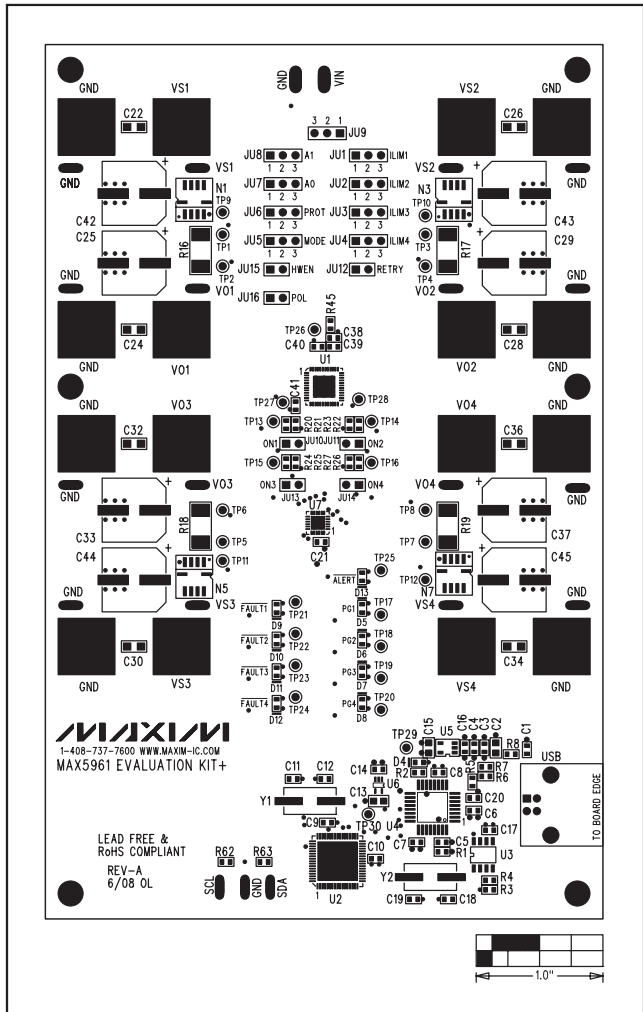 GND VS1 GND VIN VS2 GND
C22 C26
3 2 1
JU9
JU8 A1 JU1 ILIM1
1 2 3 1 2 3
GND VS1 VS2 GND
JU7 A0 JU2 ILIM2
1 2 3 1 2 3
N1 N3
TP9 TP10
JU6 PROT JU3 ILIM3
1 2 3 1 2 3
C42 C43
C25 C29
R16 TP1 TP3 R17
JU5 MODE JU4 ILIM4
1 2 3 1 2 3
TP2 TP4
JU15 HWEN JU12 RETRY
GND VO1 VO2 GND
JU16 POL
R45
TP26 C38
C40 C39
C24 U1 C28
1
GND VO1 VO2 GND
C41
TP27 TP28
GND VO3 VO4 GND
TP13 R20 R21 R23 R22 TP14
C32 C36
ON1 JU10 JU11 ON2
TP15 R24 R25 R27 R26 TP16
GND VO3 VO4 GND
ON3 ON4
JU13 JU14
U7
1
C33 R18 TP6 TP8 R19 C37
TP5 TP7
C21
C44 TP11 TP12 C45
TP25
ALERT
D13
N5 N7
GND VS3 VS4 GND
FAULT1 TP21 PG1 TP17
D9 D5
FAULT2 TP22 PG2 TP18
D10 D6
C30 C34
FAULT3 TP23 PG3 TP19
D11 D7
GND VS3 VS4 GND
FAULT4 TP24 PG4 TP20
D12 D8
MAXIM
1-408-737-7600 WWW.MAXIM-IC.COM
MAX5961 EVALUATION KIT+
TP29 C15 U5 C16 C4 C3 C2 C1
R8
USB
C11 C12 C14 D4 R2 C8 R5 R7 R6
Y1 C13 U6 C20
C6
TO BOARD EDGE
C9 TP30 U4 1 C17
LEAD FREE &
RoHS COMPLIANT
REV-A
6/08 OL
R62 R63 C10 C7 C5 R1 U3
SCL GND SDA U2 Y2 R4
R3
C19 C18
1.0"